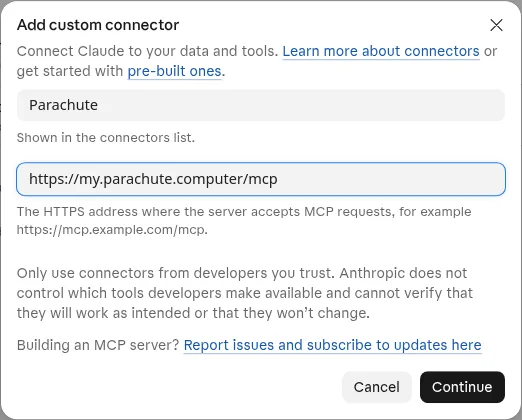 Add custom connector
Connect Claude to your data and tools. Learn more about connectors or
get started with pre-built ones.
Parachute
Shown in the connectors list.
https://my.parachute.computer/mcp
The HTTPS address where the server accepts MCP requests, for example
https://mcp.example.com/mcp.
Only use connectors from developers you trust. Anthropic does not
control which tools developers make available and cannot verify that
they will work as intended or that they won’t change.
Building an MCP server? Report issues and subscribe to updates here
Cancel
Continue